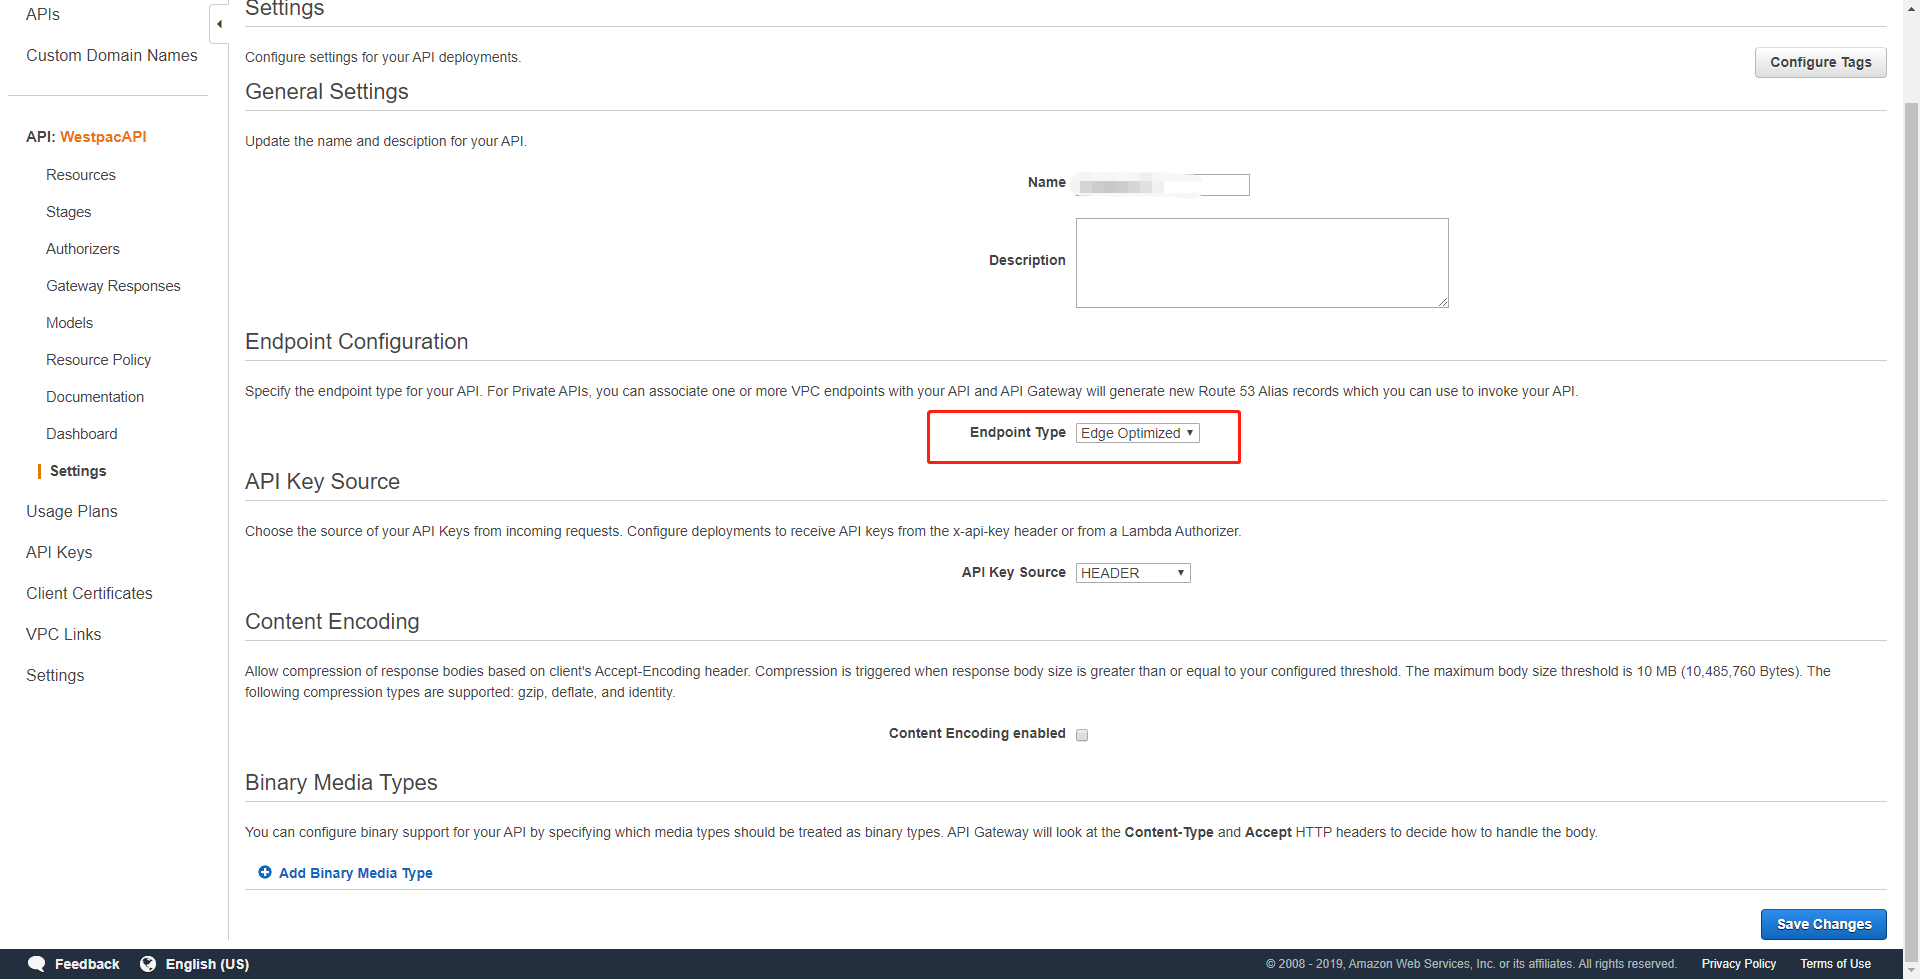 APIs
Custom Domain Names
API: WestpacAPI
Resources
Stages
Authorizers
Gateway Responses
Models
Resource Policy
Documentation
Dashboard
Settings
Usage Plans
API Keys
Client Certificates
VPC Links
Settings
Settings
Configure settings for your API deployments.
Configure Tags
General Settings
Update the name and desciption for your API.
Name
Description
Endpoint Configuration
Specify the endpoint type for your API. For Private APIs, you can associate one or more VPC endpoints with your API and API Gateway will generate new Route 53 Alias records which you can use to invoke your API.
Endpoint Type Edge Optimized
API Key Source
Choose the source of your API Keys from incoming requests. Configure deployments to receive API keys from the x-api-key header or from a Lambda Authorizer.
API Key Source HEADER
Content Encoding
Allow compression of response bodies based on client's Accept-Encoding header. Compression is triggered when response body size is greater than or equal to your configured threshold. The maximum body size threshold is 10 MB (10,485,760 Bytes). The
following compression types are supported: gzip, deflate, and identity.
Content Encoding enabled
Binary Media Types
You can configure binary support for your API by specifying which media types should be treated as binary types. API Gateway will look at the Content-Type and Accept HTTP headers to decide how to handle the body.
Add Binary Media Type
Save Changes
Feedback English (US) © 2008 - 2019, Amazon Web Services, Inc. or its affiliates. All rights reserved. Privacy Policy Terms of Use